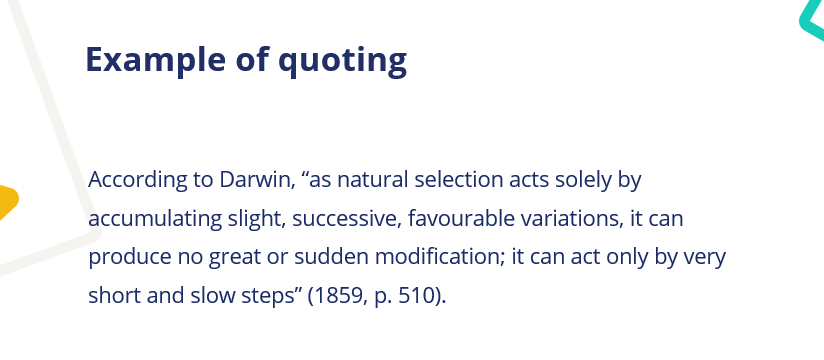 Example of quoting
According to Darwin, “as natural selection acts solely by
accumulating slight, successive, favourable variations, it can
produce no great or sudden modification; it can act only by very
short and slow steps” (1859, p. 510).